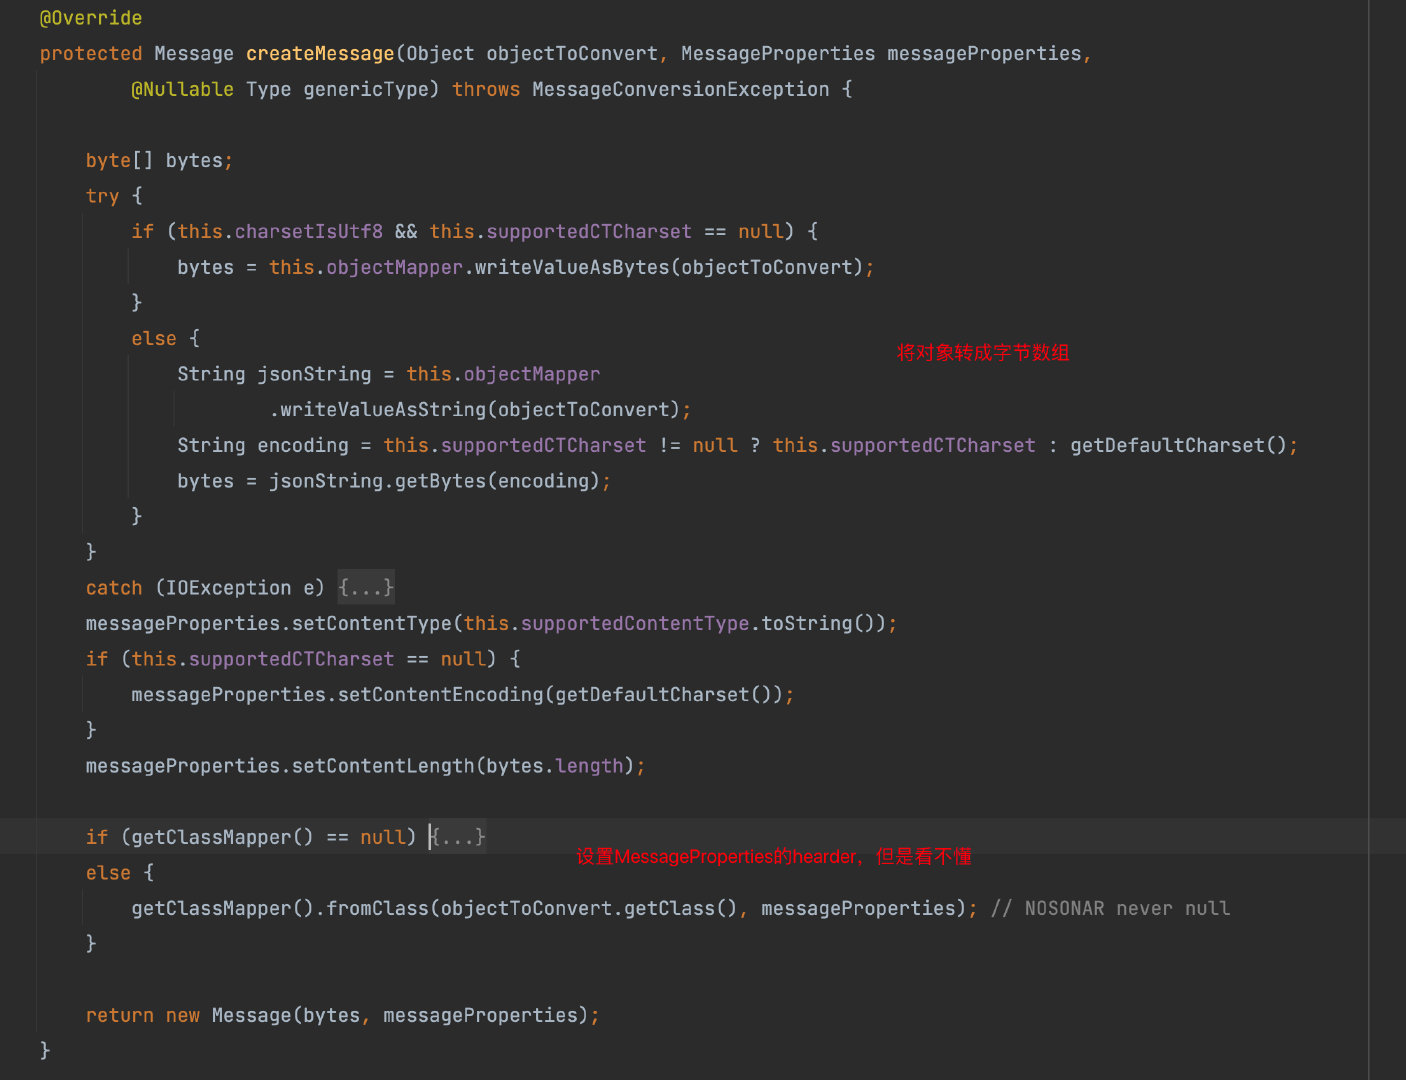 @Override
protected Message createMessage(Object objectToConvert, MessageProperties messageProperties,
@Nullable Type genericType) throws MessageConversionException {
byte[] bytes;
try {
if (this.charsetIsUtf8 && this.supportedCTCharset == null) {
bytes = this.objectMapper.writeValueAsBytes(objectToConvert);
}
else {
将对象转成字节数组
String jsonString = this.objectMapper
.writeValueAsString(objectToConvert);
String encoding = this.supportedCTCharset != null ? this.supportedCTCharset : getDefaultCharset();
bytes = jsonString.getBytes(encoding);
}
}
catch (IOException e) {...}
messageProperties.setContentType(this.supportedContentType.toString());
if (this.supportedCTCharset == null) {
messageProperties.setContentEncoding(getDefaultCharset());
}
messageProperties.setContentLength(bytes.length);
if (getClassMapper() == null) {...}
设置MessageProperties的hearder，但是看不懂
else {
getClassMapper().fromClass(objectToConvert.getClass(), messageProperties); // NOSONAR never null
}
return new Message(bytes, messageProperties);
}